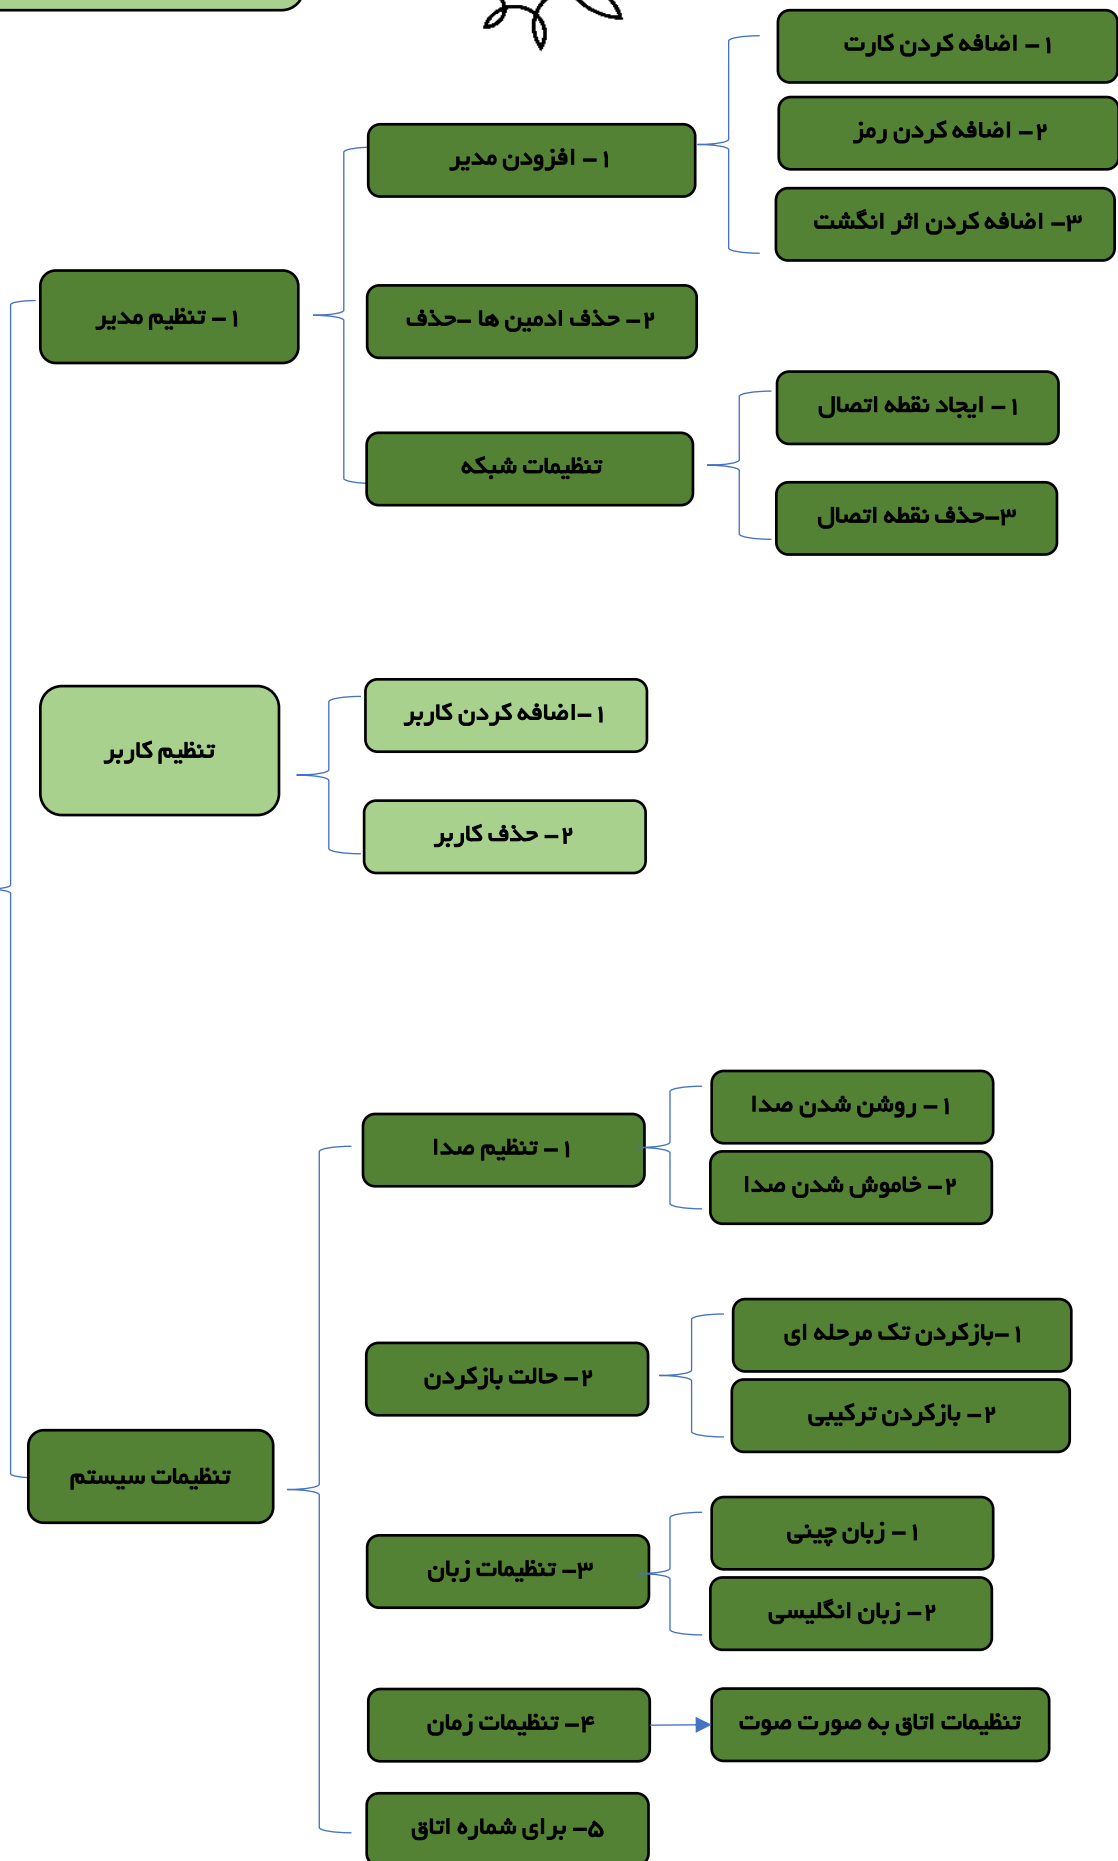 ۱- اضافه کردن کارت
۲- اضافه کردن رمز
۱- افزودن مدیر
۳- اضافه کردن اثر انگشت
۱- تنظیم مدیر
۲- حذف ادمین ها -حذف
۱- ایجاد نقطه اتصال
تنظیمات شبکه
۳-حذف نقطه اتصال
تنظیم کاربر
۱-اضافه کردن کاربر
۲- حذف کاربر
۱- روشن شدن صدا
۱- تنظیم صدا
۲- خاموش شدن صدا
۱-بازکردن تک مرحله ای
۲- حالت بازکردن
۲- بازکردن ترکیبی
تنظیمات سیستم
۱- زبان چینی
۳- تنظیمات زبان
۲- زبان انگلیسی
۴- تنظیمات زمان
تنظیمات اتاق به صورت صوت
۵- برای شماره اتاق